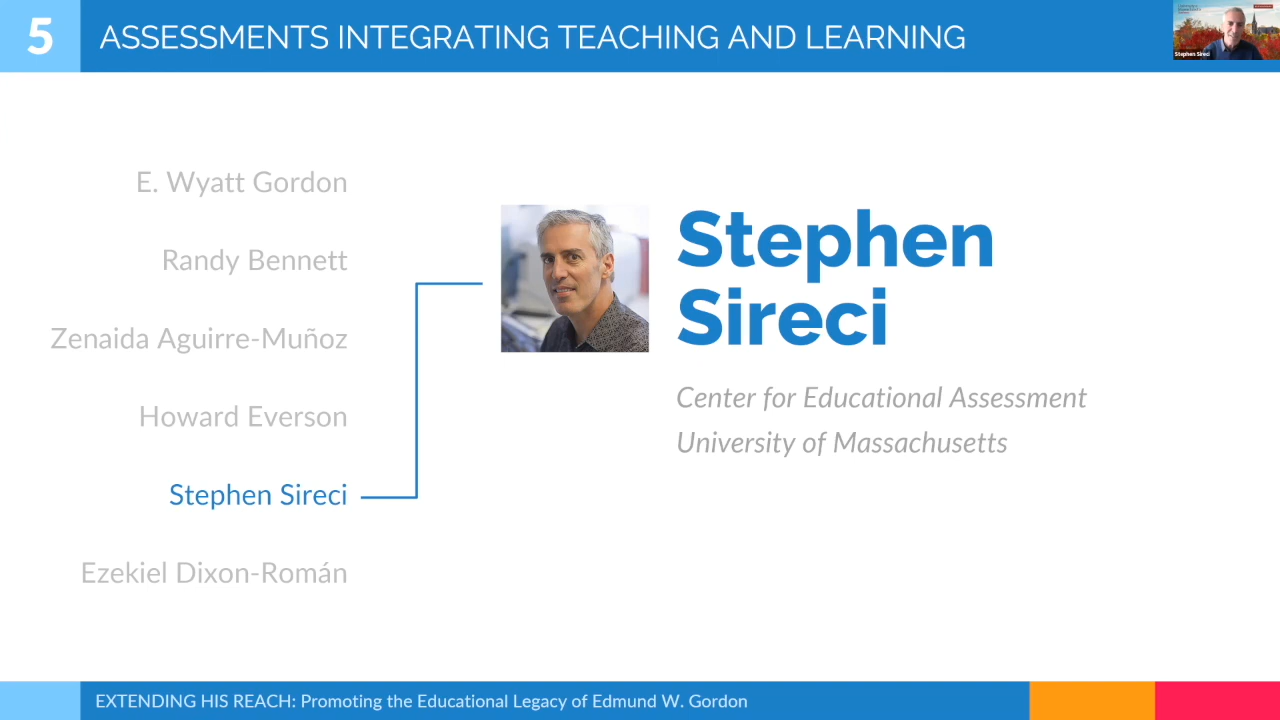 5
ASSESSMENTS INTEGRATING TEACHING AND LEARNING
Stephen Sireci
E. Wyatt Gordon
Randy Bennett
Zenaida Aguirre-Muñoz
Howard Everson
Stephen Sireci
Ezekiel Dixon-Román
Stephen
Sireci
Center for Educational Assessment
University of Massachusetts
EXTENDING HIS REACH: Promoting the Educational Legacy of Edmund W. Gordon